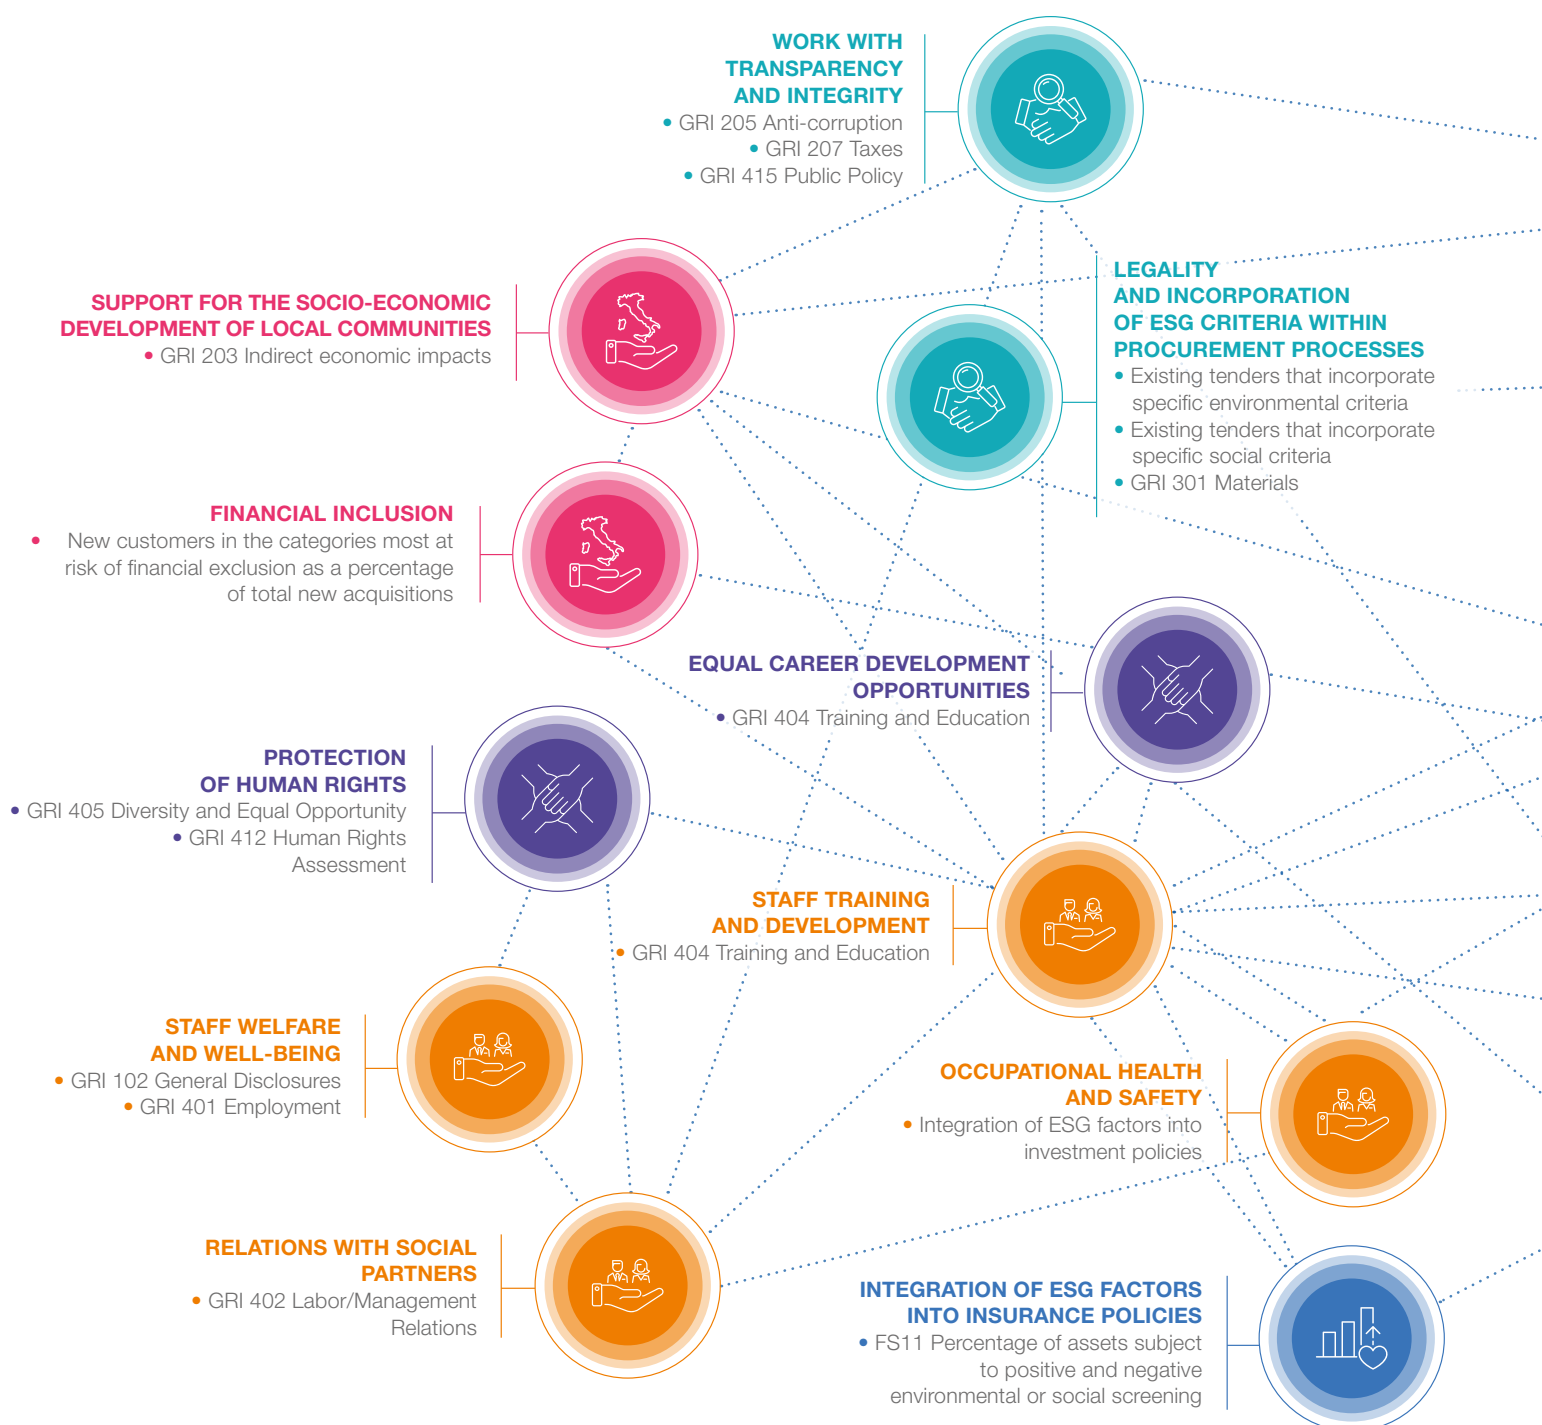 WORK WITH
TRANSPARENCY
AND INTEGRITY
• GRI 205 Anti-corruption
• GRI 207 Taxes
• GRI 415 Public Policy
LEGALITY
AND INCORPORATION
OF ESG CRITERIA WITHIN
PROCUREMENT PROCESSES
• Existing tenders that incorporate
specific environmental criteria
• Existing tenders that incorporate
specific social criteria
• GRI 301 Materials
SUPPORT FOR THE SOCIO-ECONOMIC
DEVELOPMENT OF LOCAL COMMUNITIES
• GRI 203 Indirect economic impacts
FINANCIAL INCLUSION
• New customers in the categories most at
risk of financial exclusion as a percentage
of total new acquisitions
EQUAL CAREER DEVELOPMENT
OPPORTUNITIES
• GRI 404 Training and Education
PROTECTION
OF HUMAN RIGHTS
• GRI 405 Diversity and Equal Opportunity
• GRI 412 Human Rights
Assessment
STAFF TRAINING
AND DEVELOPMENT
• GRI 404 Training and Education
STAFF WELFARE
AND WELL-BEING
• GRI 102 General Disclosures
• GRI 401 Employment
OCCUPATIONAL HEALTH
AND SAFETY
• Integration of ESG factors into
investment policies
RELATIONS WITH SOCIAL
PARTNERS
• GRI 402 Labor/Management
Relations
INTEGRATION OF ESG FACTORS
INTO INSURANCE POLICIES
• FS11 Percentage of assets subject
to positive and negative
environmental or social screening